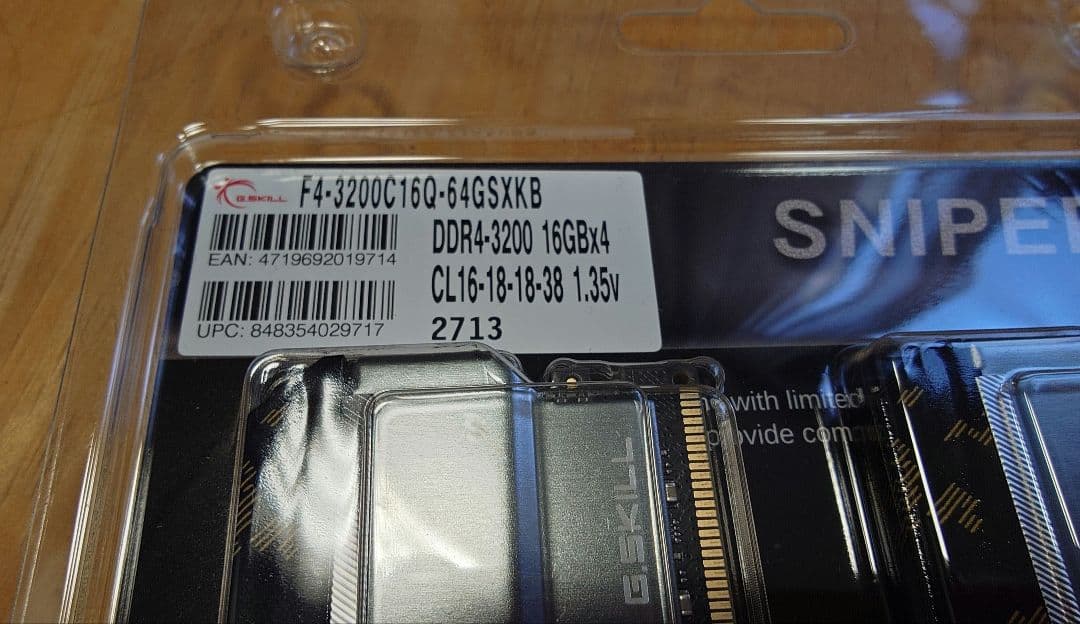 G.SKILL F4-3200C16Q-64GSXKB
DDR4-3200 16GBx4
EAN: 4719692019714
CL16-18-18-38 1.35v
UPC: 848354029717
2713
SNIPE
with limited
provide com
G.SKILL